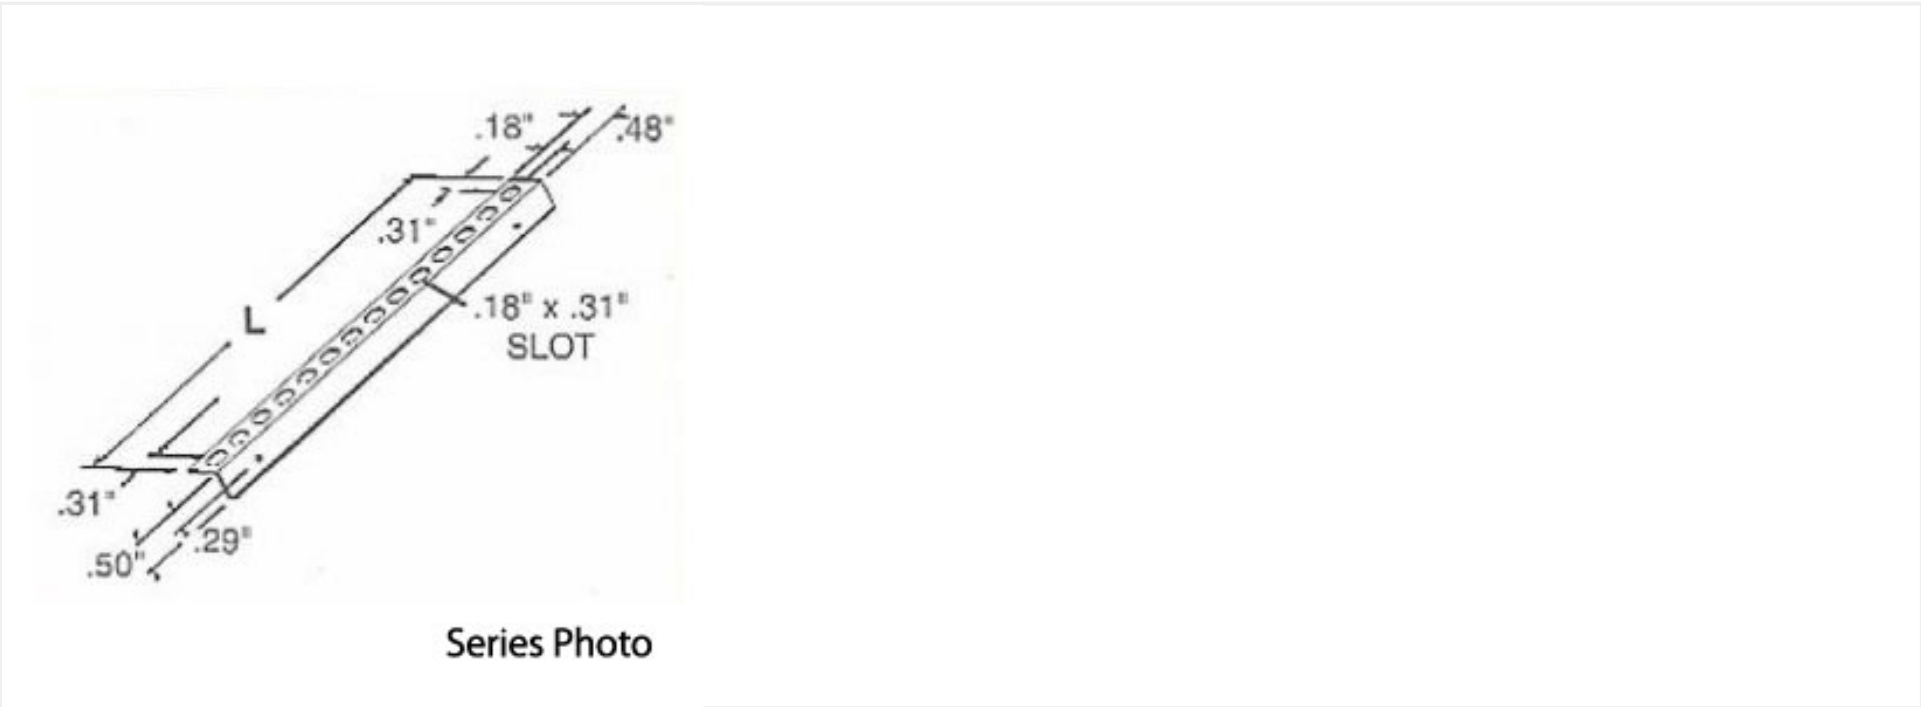 .18"
.48"
.31"
L
.18" x .31"
SLOT
.31"
.29"
.50"
Series Photo